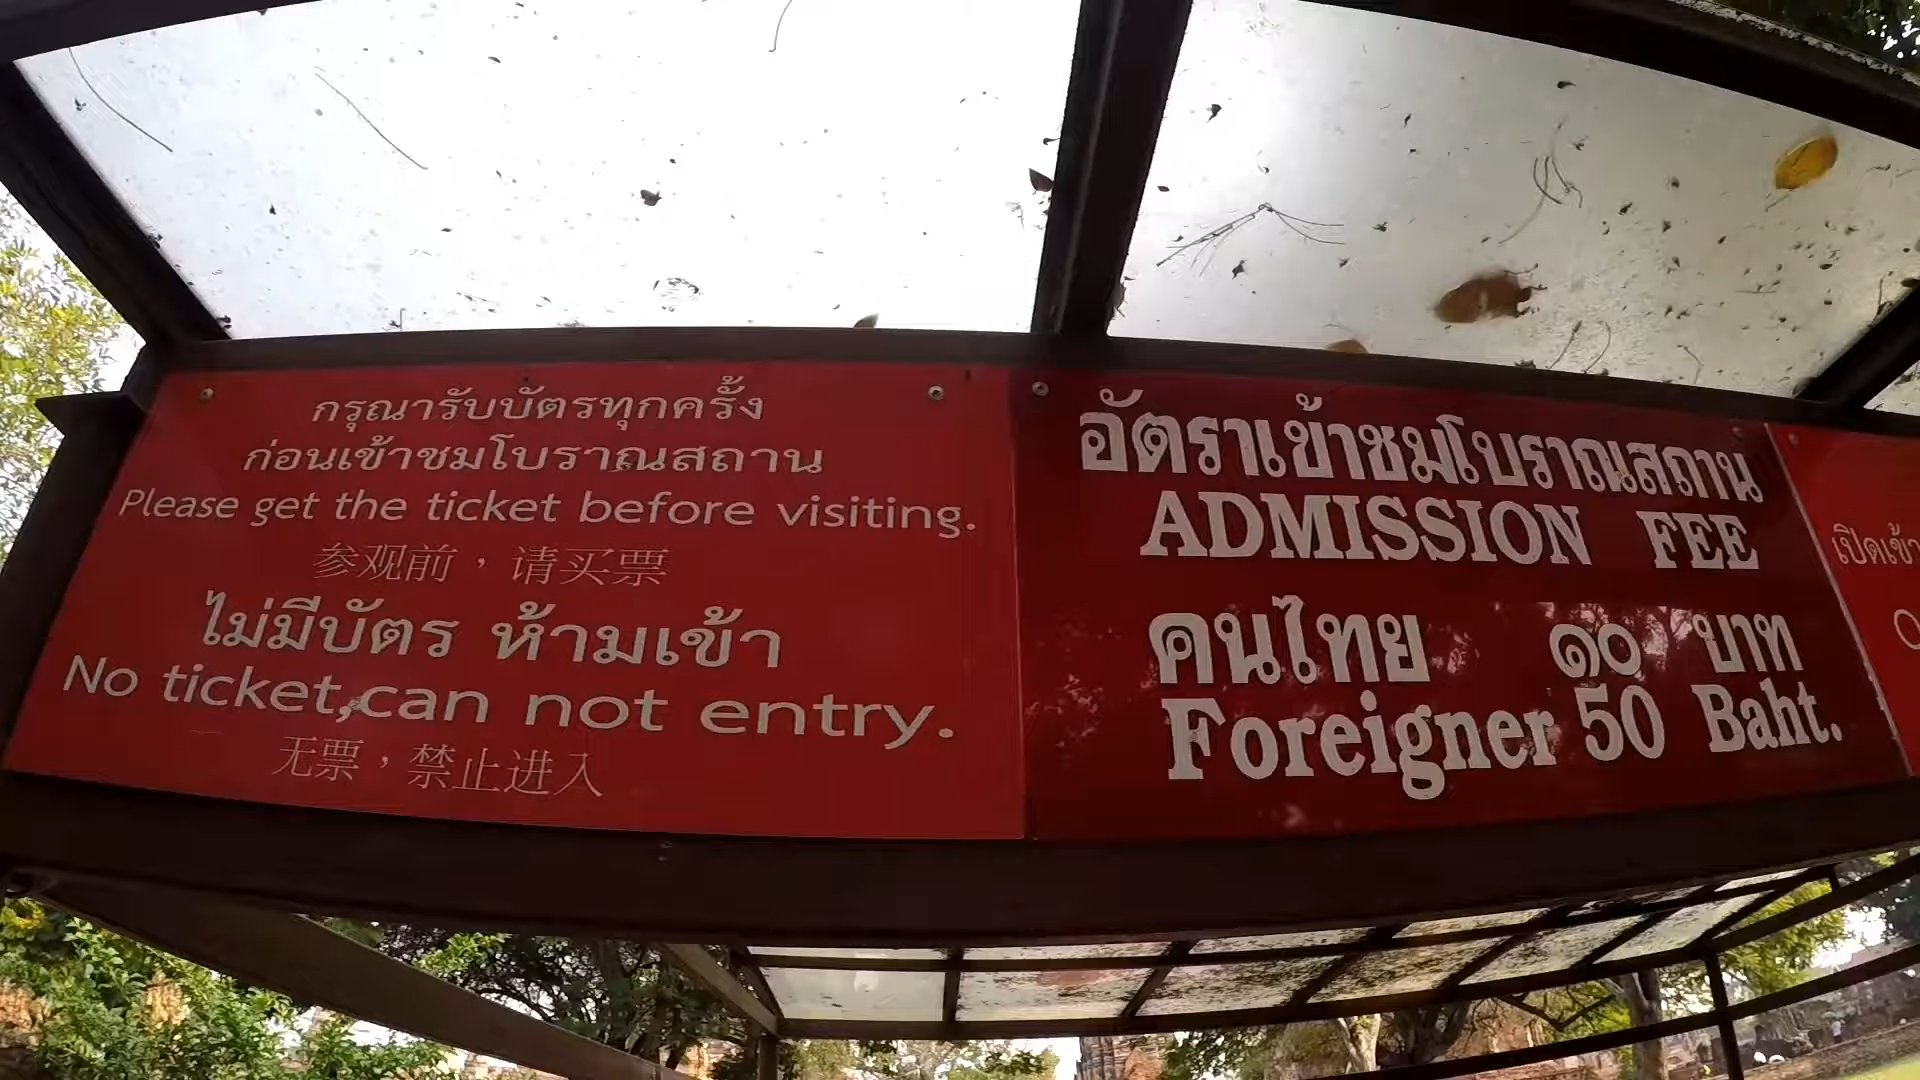 กรุณารับบัตรทุกครั้ง
ก่อนเข้าชมโบราณสถาน
Please get the ticket before visiting.
参观前，请买票
ไม่มีบัตร ห้ามเข้า
No ticket,can not entry.
无票，禁止进入
อัตราเข้าชมโบราณสถาน
ADMISSION FEE
คนไทย ๑๐ บาท
Foreigner 50 Baht.